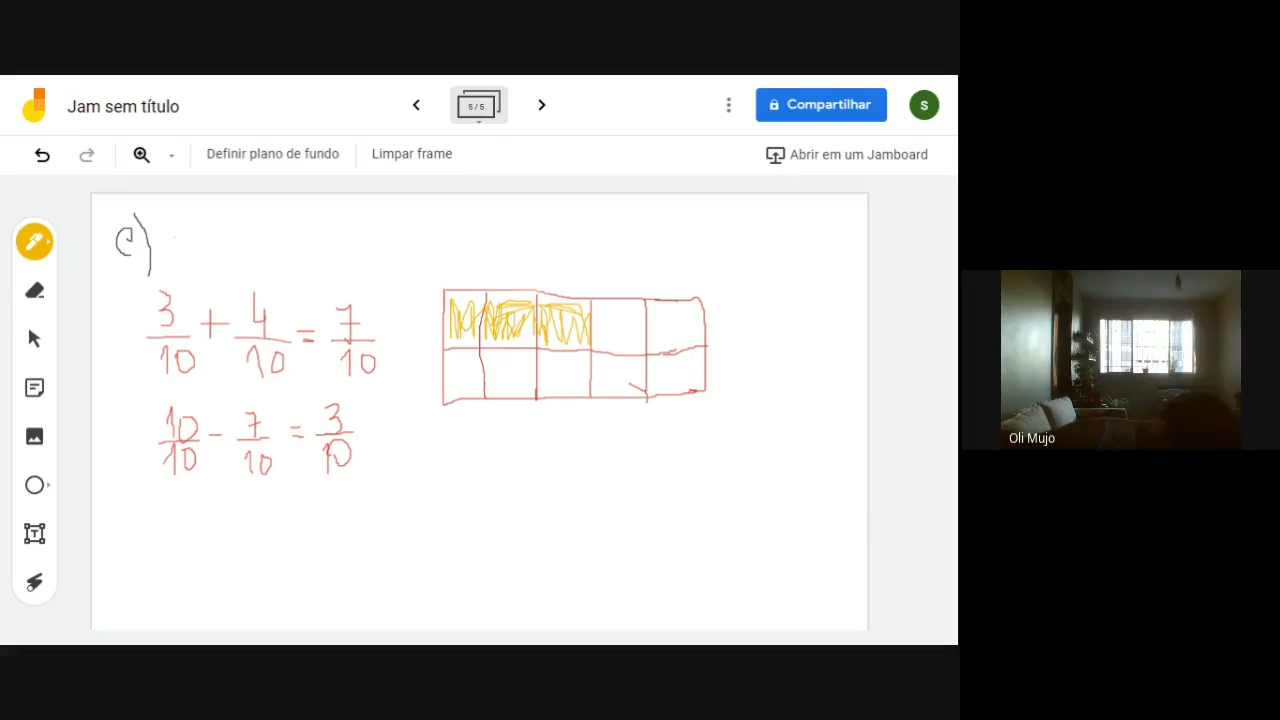 Jam sem título
5 / 5
Compartilhar
S
Definir plano de fundo
Limpar frame
Abrir em um Jamboard
T
e)
3/10 + 4/10 = 7/10
10/10 - 7/10 = 3/10
Oli Mujo